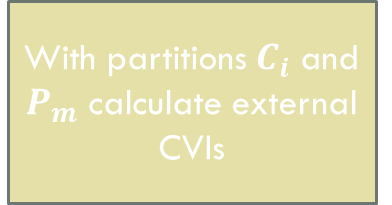 With partitions 𝑪ᵢ and
𝑷ₘ calculate external
CVIs